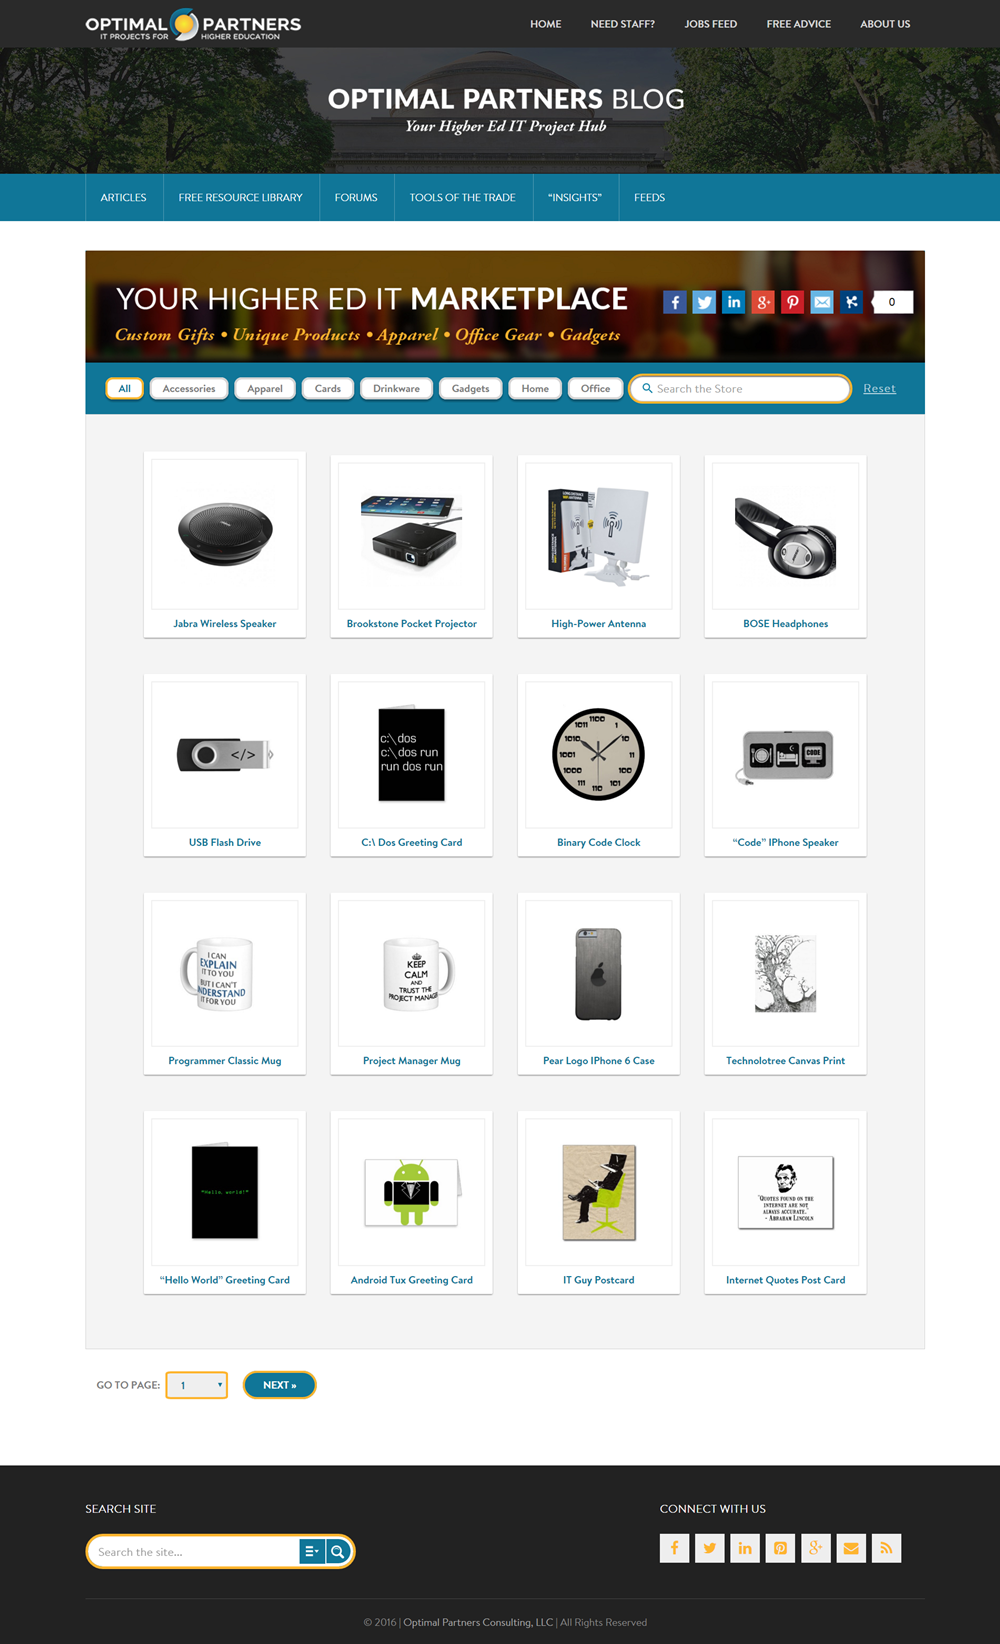 OPTIMAL PARTNERS
IT PROJECTS FOR HIGHER EDUCATION
HOME
NEED STAFF?
JOBS FEED
FREE ADVICE
ABOUT US
OPTIMAL PARTNERS BLOG
Your Higher Ed IT Project Hub
ARTICLES
FREE RESOURCE LIBRARY
FORUMS
TOOLS OF THE TRADE
“INSIGHTS”
FEEDS
YOUR HIGHER ED IT MARKETPLACE
0
Custom Gifts • Unique Products • Apparel • Office Gear • Gadgets
All
Accessories
Apparel
Cards
Drinkware
Gadgets
Home
Office
Search the Store
Reset
Jabra Wireless Speaker
Brookstone Pocket Projector
High-Power Antenna
BOSE Headphones
</>
c:\ dos
c:\ dos run
run dos run
1100
1
10
11
100
101
110
111
1000
1001
1010
1011
CODE
USB Flash Drive
C:\ Dos Greeting Card
Binary Code Clock
“Code” IPhone Speaker
I CAN
EXPLAIN
IT TO YOU
BUT I CAN'T
UNDERSTAND
IT FOR YOU
KEEP
CALM
AND
TRUST THE
PROJECT MANAGE
Programmer Classic Mug
Project Manager Mug
Pear Logo IPhone 6 Case
Technolotree Canvas Print
"Hello, world!"
"QUOTES FOUND ON THE
INTERNET ARE NOT
ALWAYS ACCURATE."
- ABRAHAM LINCOLN
“Hello World” Greeting Card
Android Tux Greeting Card
IT Guy Postcard
Internet Quotes Post Card
GO TO PAGE:
1
NEXT »
SEARCH SITE
CONNECT WITH US
Search the site...
© 2016 | Optimal Partners Consulting, LLC | All Rights Reserved